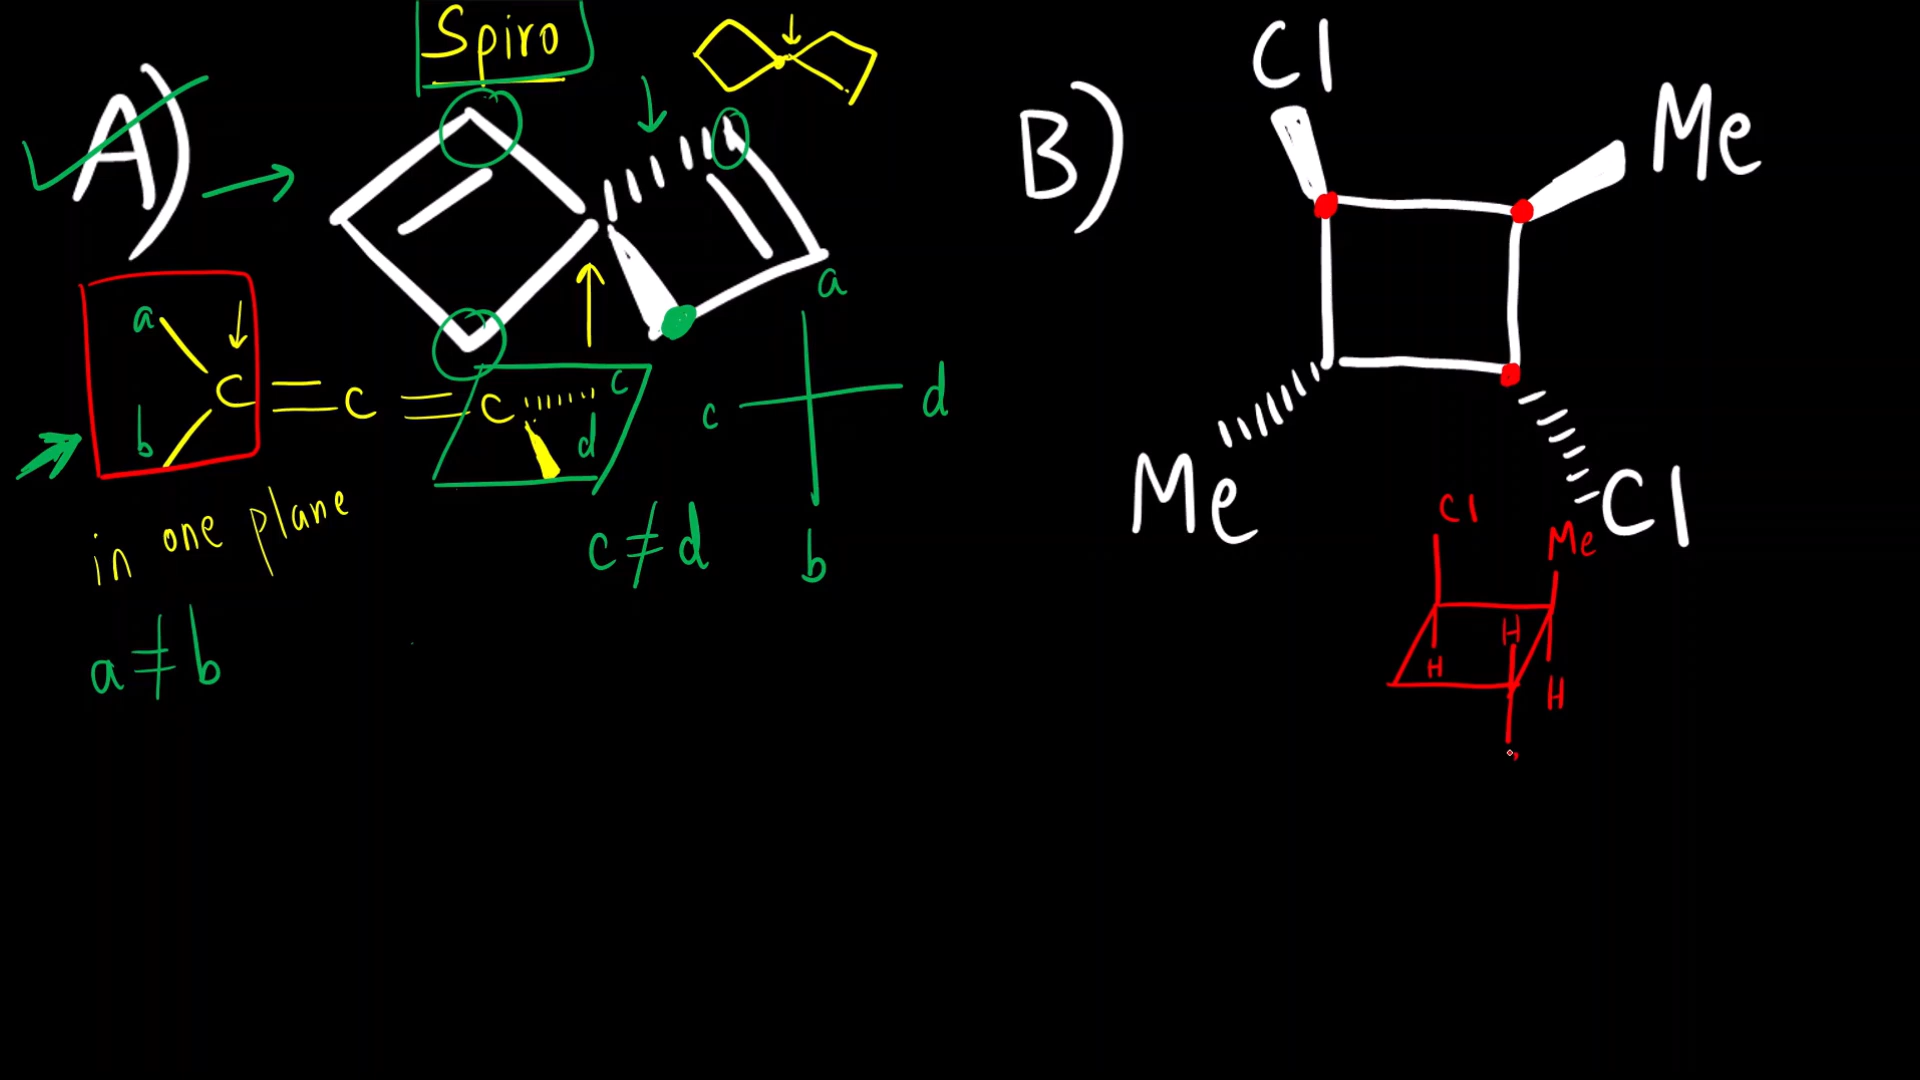 Spiro
A)
a
b
C = C = C
c
d
in one plane
a ≠ b
c ≠ d
a
c
d
b
B)
Cl
Me
Me
Cl
Cl
Me
H
H
H